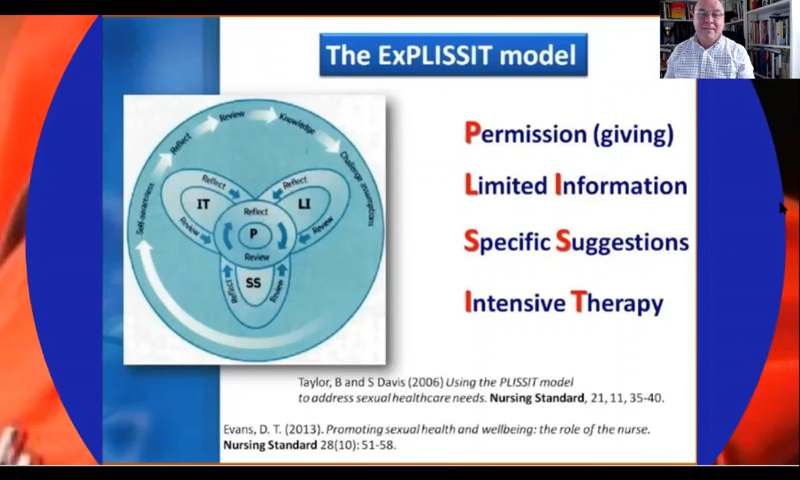 The ExPLISSIT model
Self-awareness
Reflect
Review
Knowledge
Challenge assumptions
Reflect
Review
IT
Reflect
Review
LI
Reflect
P
Review
Reflect
SS
Review
Permission (giving)
Limited Information
Specific Suggestions
Intensive Therapy
Taylor, B and S Davis (2006) Using the PLISSIT model
to address sexual healthcare needs. Nursing Standard, 21, 11, 35-40.
Evans, D. T. (2013). Promoting sexual health and wellbeing: the role of the nurse.
Nursing Standard 28(10): 51-58.